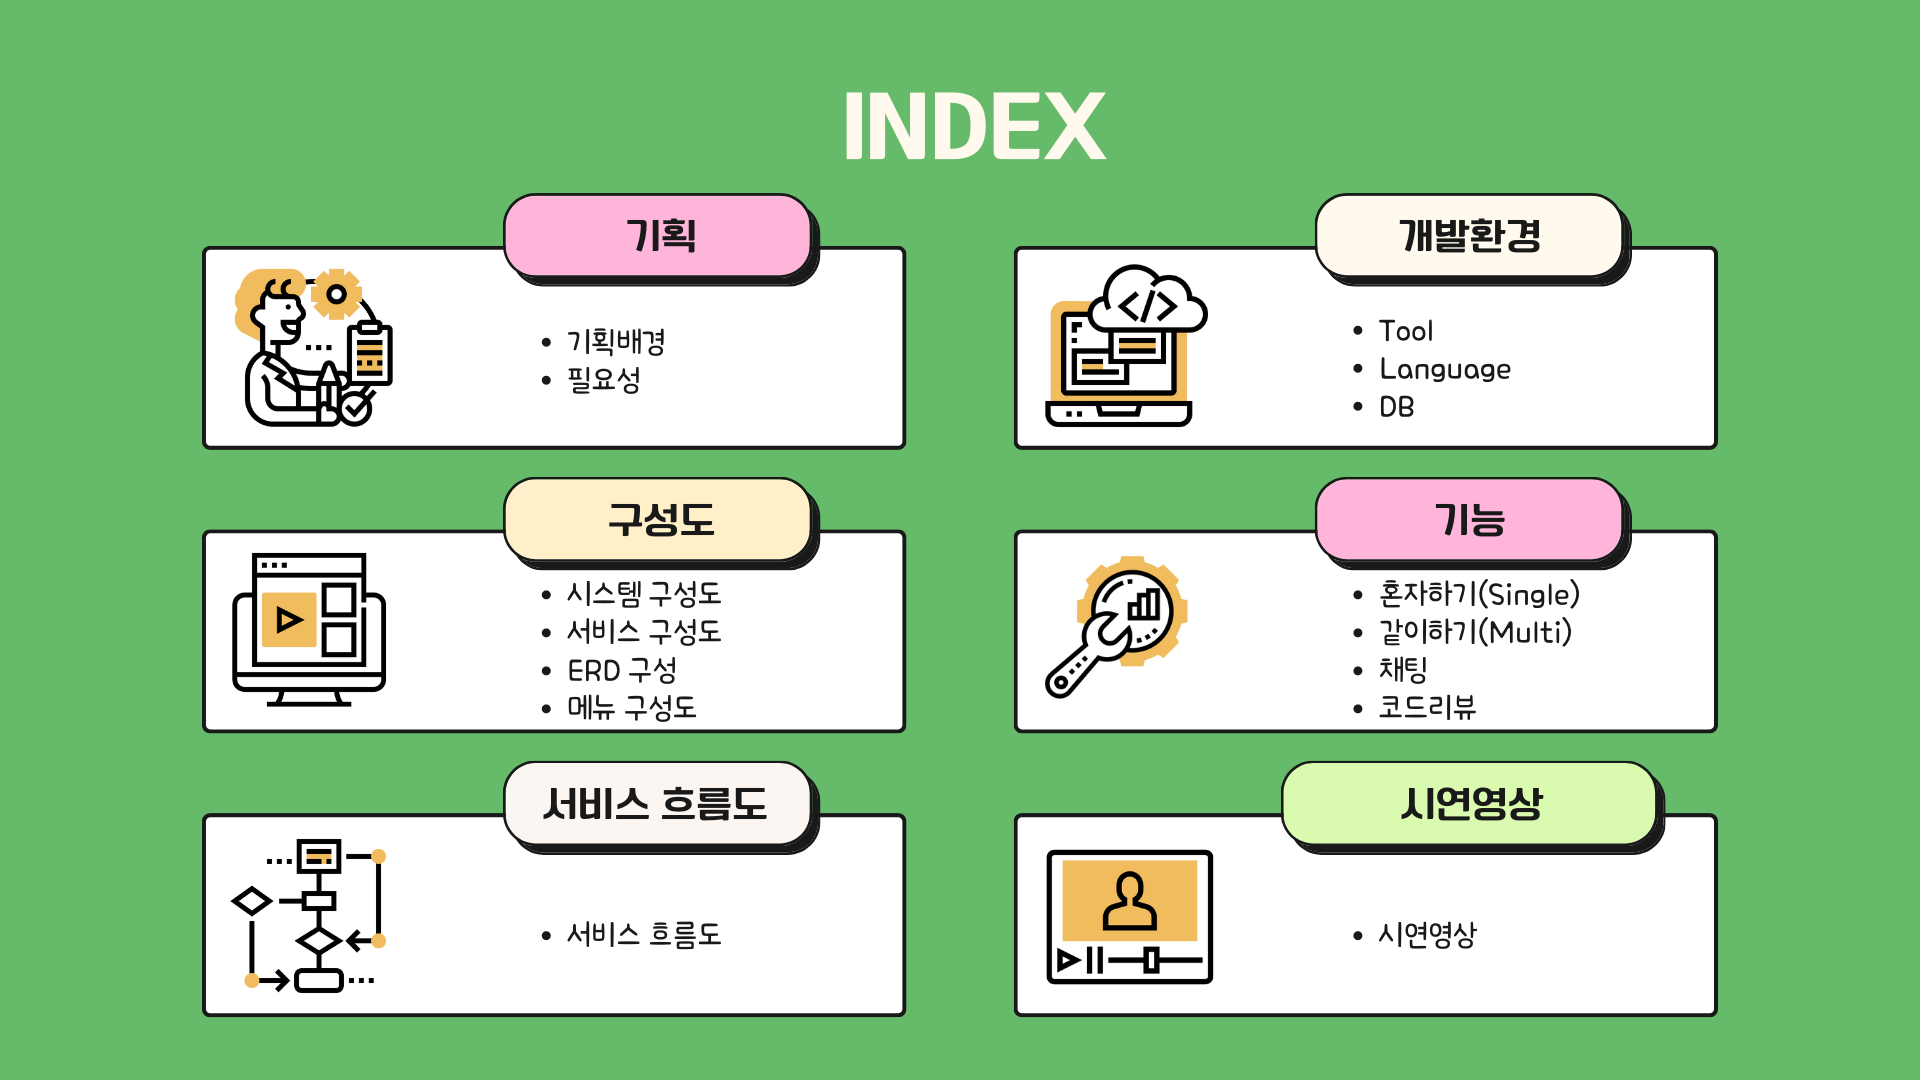 INDEX
기획
기획배경
필요성
개발환경
Tool
Language
DB
구성도
시스템 구성도
서비스 구성도
ERD 구성
메뉴 구성도
기능
혼자하기(Single)
같이하기(Multi)
채팅
코드리뷰
서비스 흐름도
서비스 흐름도
시연영상
시연영상